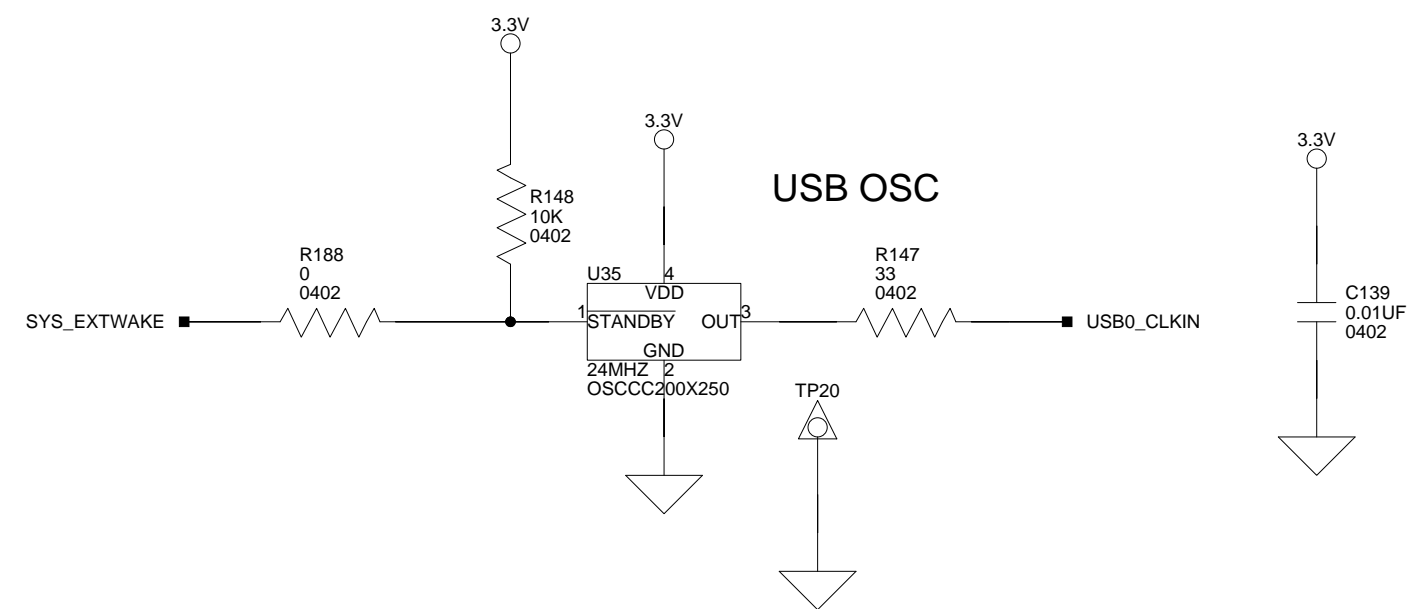 3.3V
3.3V
3.3V
USB OSC
R148
10K
0402
R188
0
0402
U35
4
VDD
R147
33
0402
C139
0.01UF
0402
SYS_EXTWAKE
1
STANDBY
OUT
3
USB0_CLKIN
GND
24MHZ
2
OSCCC200X250
TP20